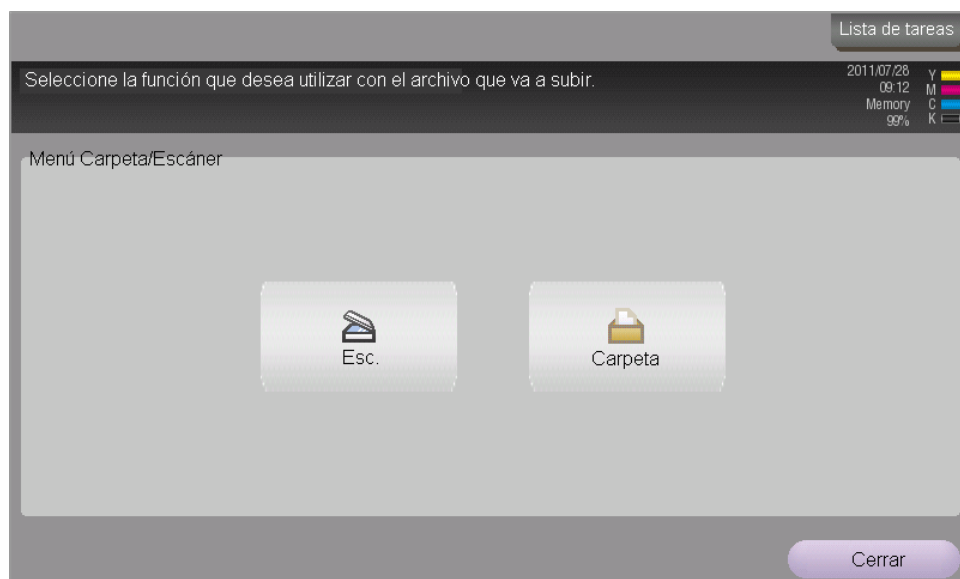 Lista de tareas
Seleccione la función que desea utilizar con el archivo que va a subir.
2011/07/28
09:12
Memory
99%
Y
M
C
K
Menú Carpeta/Escáner
Esc.
Carpeta
Cerrar